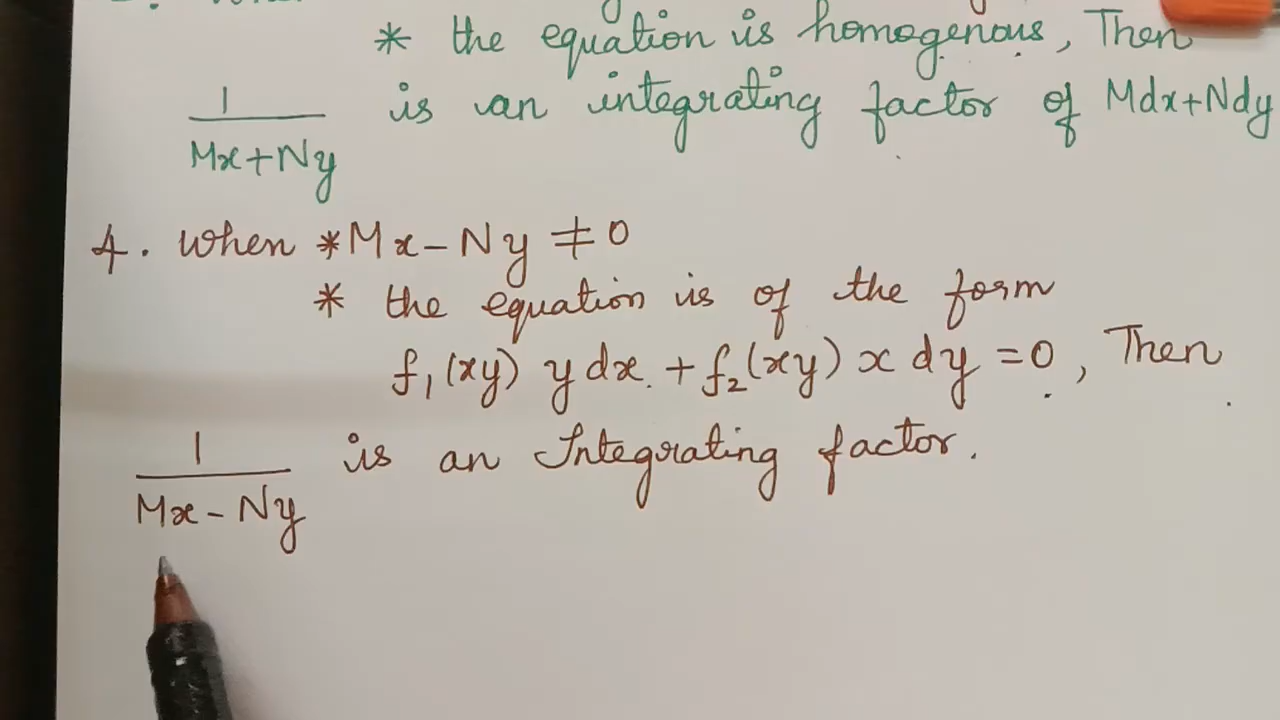 * the equation is homogenous, Then
1/(Mx+Ny) is an integrating factor of Mdx+Ndy
4. When *Mx-Ny ≠ 0
* the equation is of the form
f₁(xy) y dx. + f₂(xy) x dy = 0, Then
1/(Mx-Ny) is an Integrating factor.